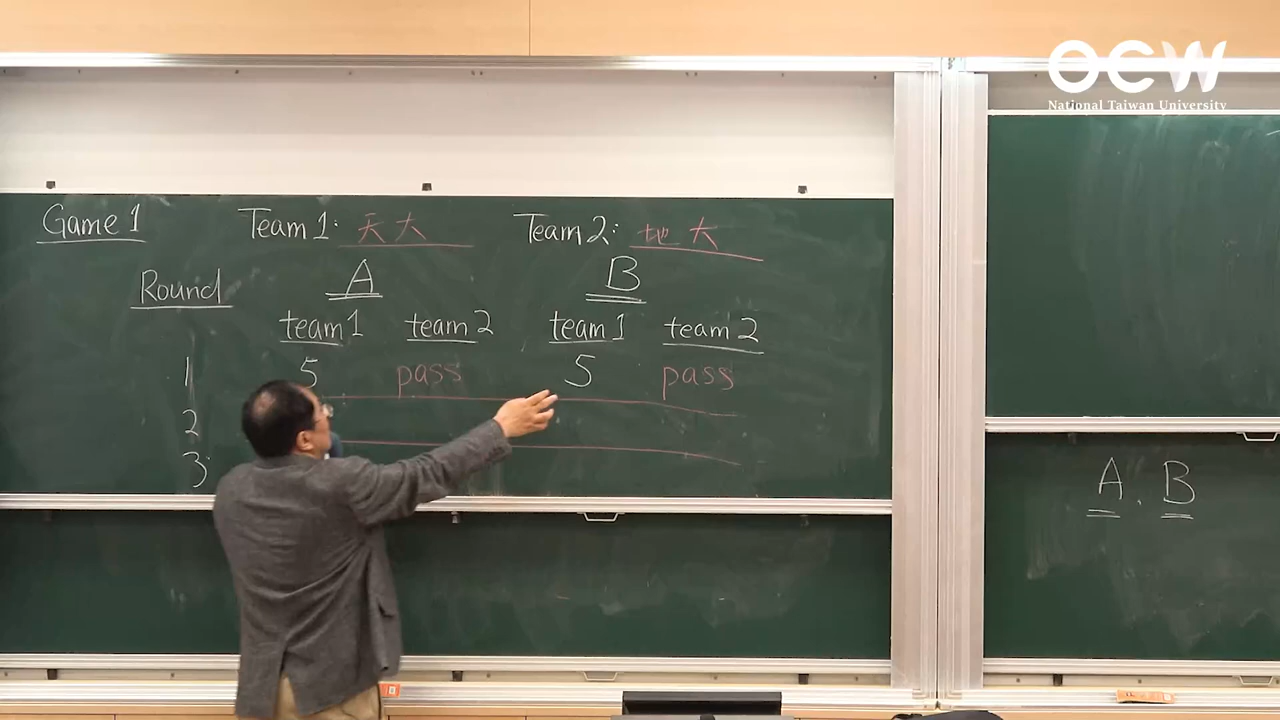 OCW
National Taiwan University
Game 1 Team 1: 天大 Team 2: 地大
Round A B
team 1 team 2 team 1 team 2
1 5 pass 5 pass
2
3
A, B